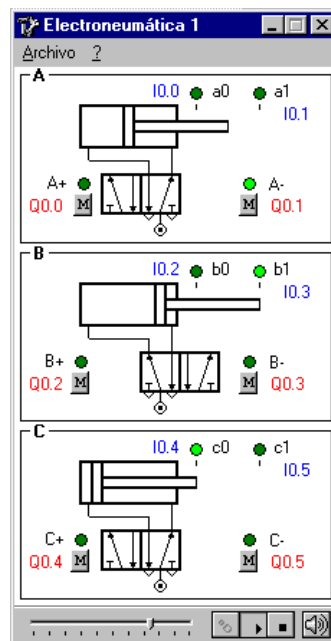 Electroneumática 1
Archivo ?
A
I0.0 a0 a1
I0.1
A+ A-
Q0.0 M Q0.1
B
I0.2 b0 b1
I0.3
B+ B-
Q0.2 M M Q0.3
C
I0.4 c0 c1
I0.5
C+ C-
Q0.4 M Q0.5